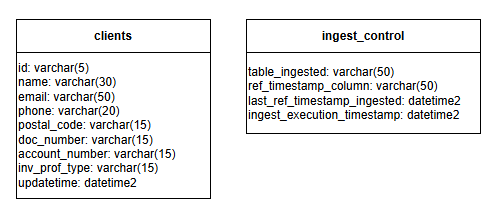 clients
id: varchar(5)
name: varchar(30)
email: varchar(50)
phone: varchar(20)
postal_code: varchar(15)
doc_number: varchar(15)
account_number: varchar(15)
inv_prof_type: varchar(15)
updatetime: datetime2
ingest_control
table_ingested: varchar(50)
ref_timestamp_column: varchar(50)
last_ref_timestamp_ingested: datetime2
ingest_execution_timestamp: datetime2